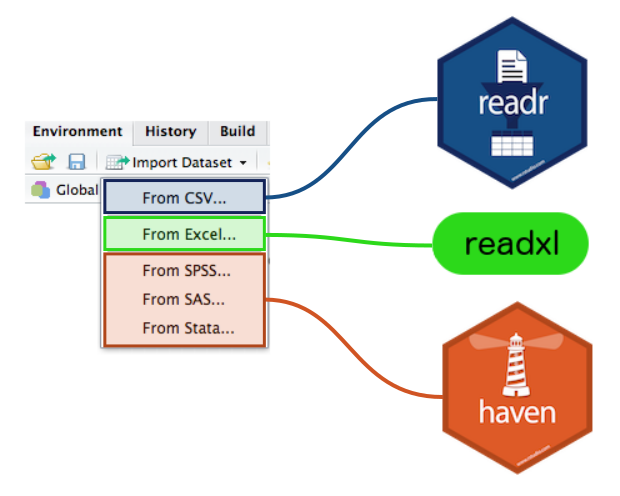 Environment History Build
Import Dataset
Global
From CSV...
From Excel...
From SPSS...
From SAS...
From Stata...
readr
readxl
haven